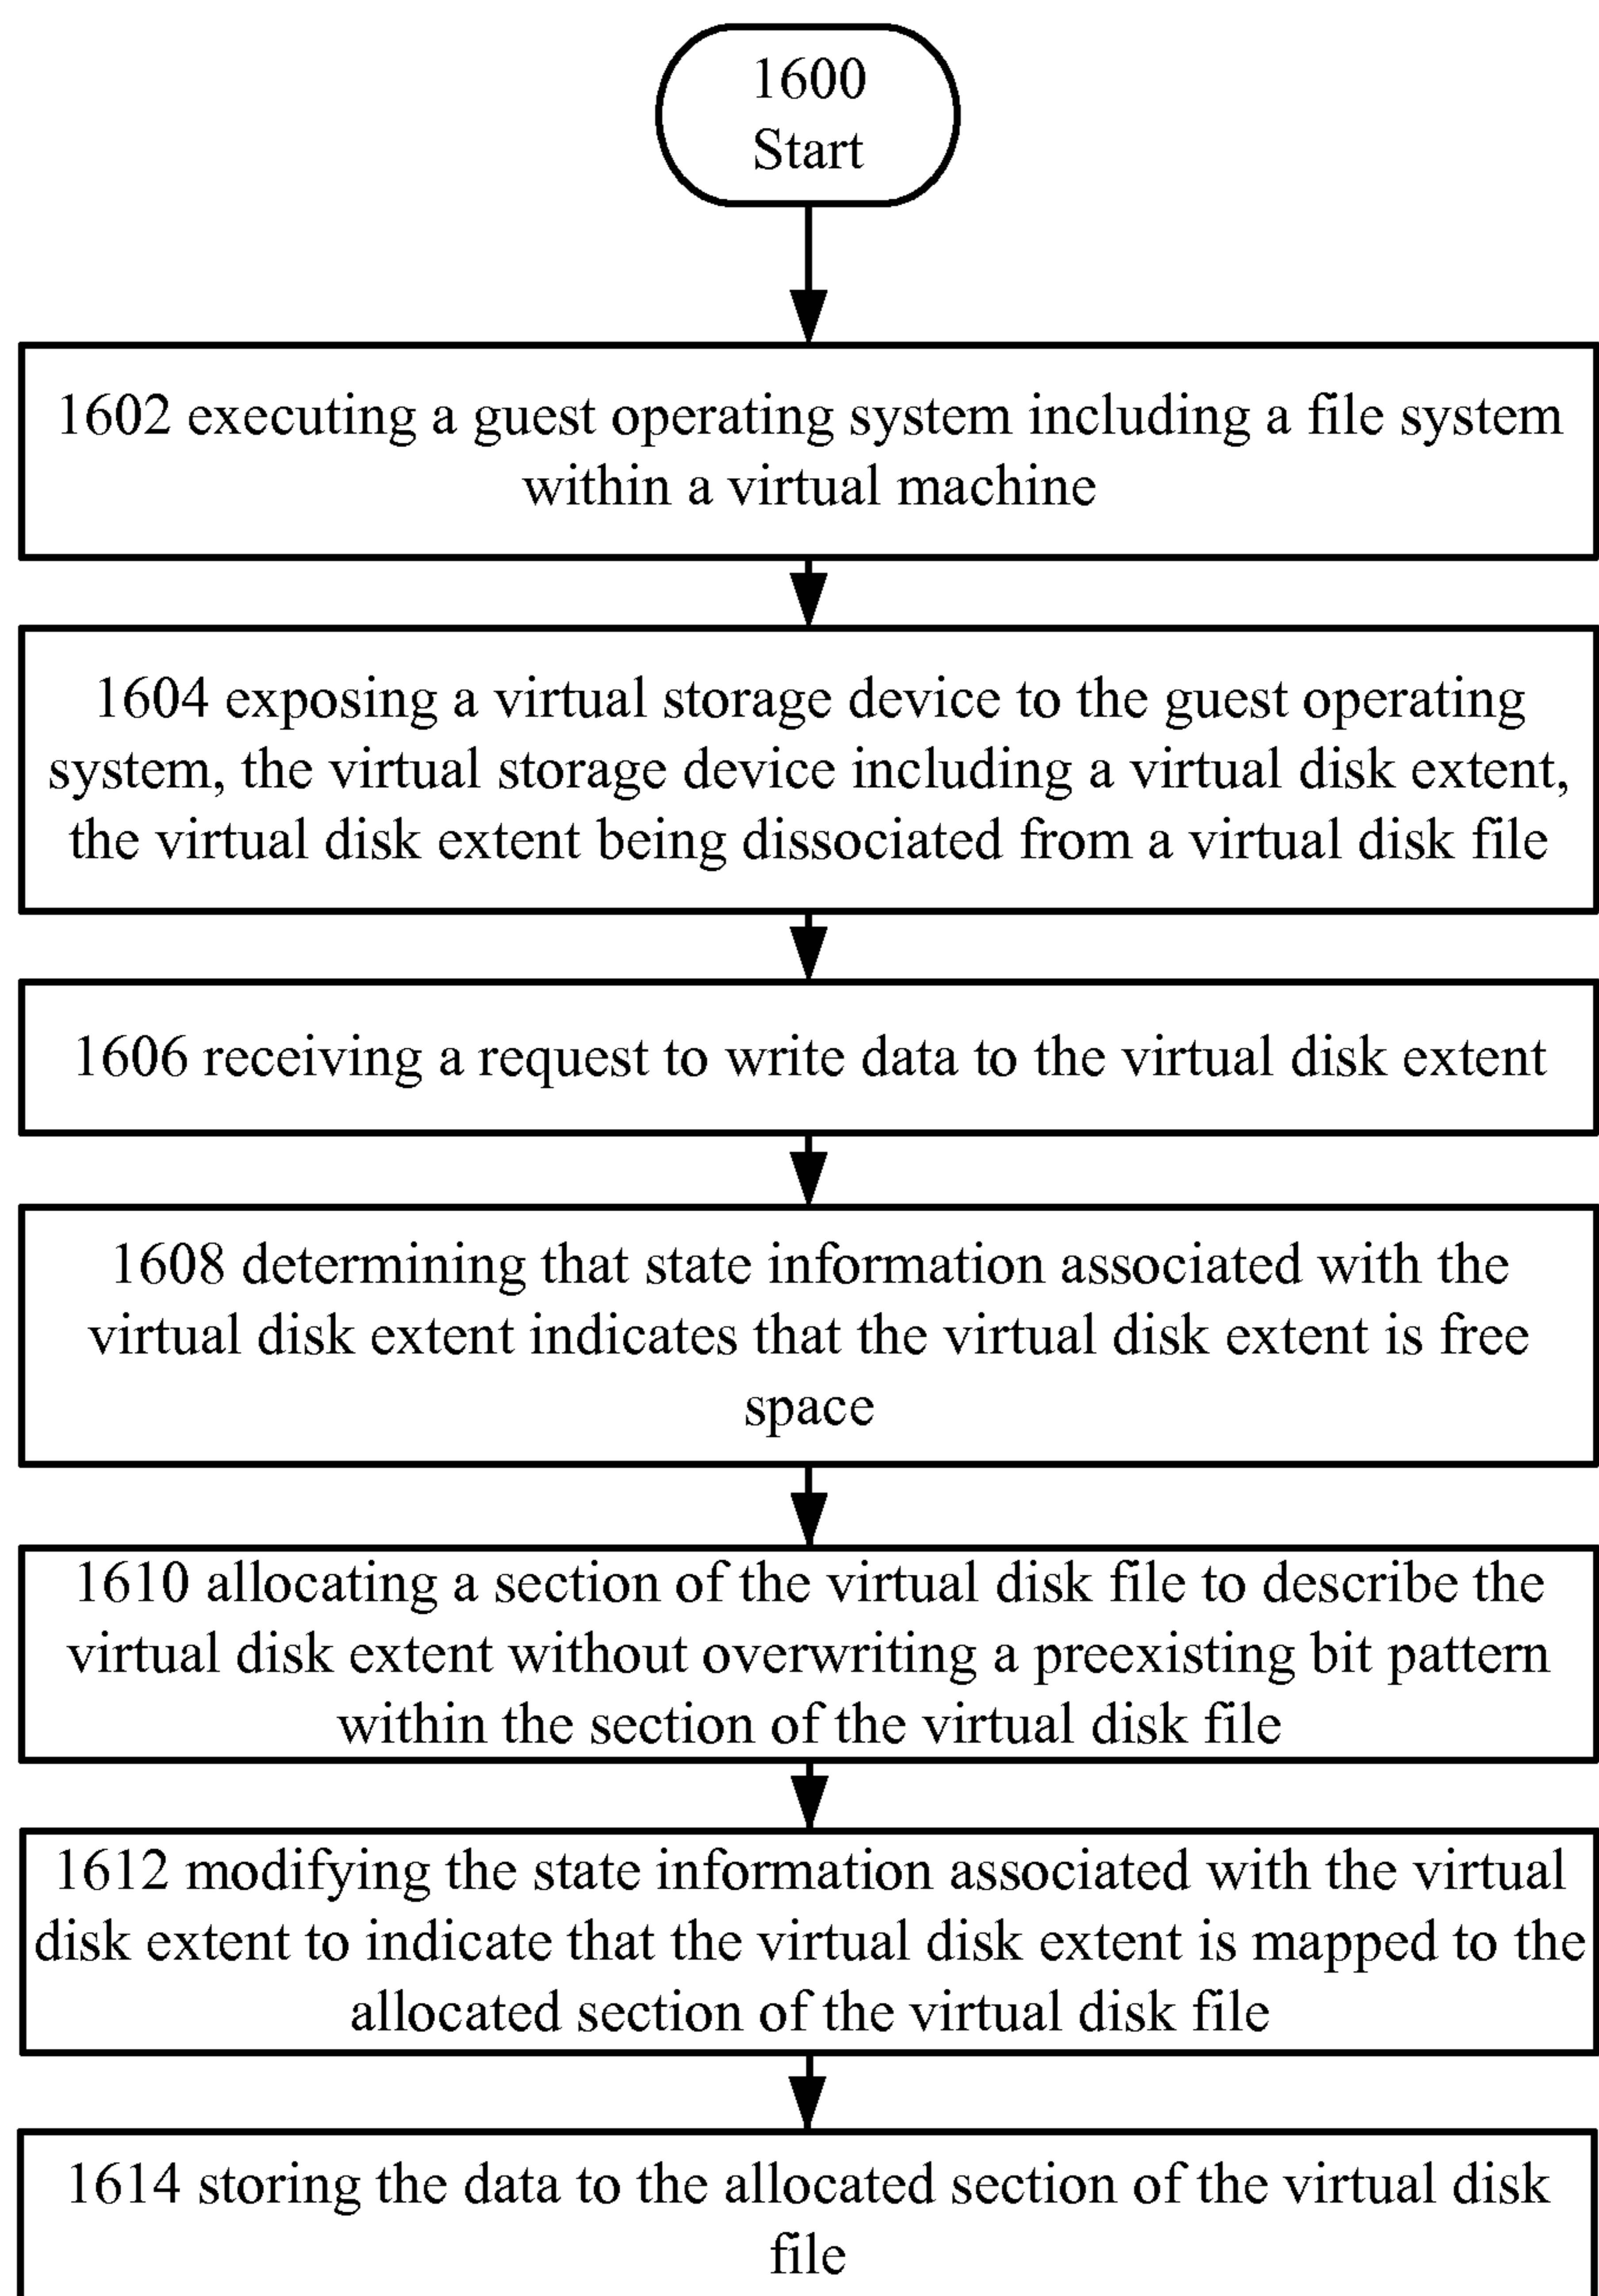 1600
Start
1602 executing a guest operating system including a file system
within a virtual machine
1604 exposing a virtual storage device to the guest operating
system, the virtual storage device including a virtual disk extent,
the virtual disk extent being dissociated from a virtual disk file
1606 receiving a request to write data to the virtual disk extent
1608 determining that state information associated with the
virtual disk extent indicates that the virtual disk extent is free
space
1610 allocating a section of the virtual disk file to describe the
virtual disk extent without overwriting a preexisting bit pattern
within the section of the virtual disk file
1612 modifying the state information associated with the virtual
disk extent to indicate that the virtual disk extent is mapped to the
allocated section of the virtual disk file
1614 storing the data to the allocated section of the virtual disk
file